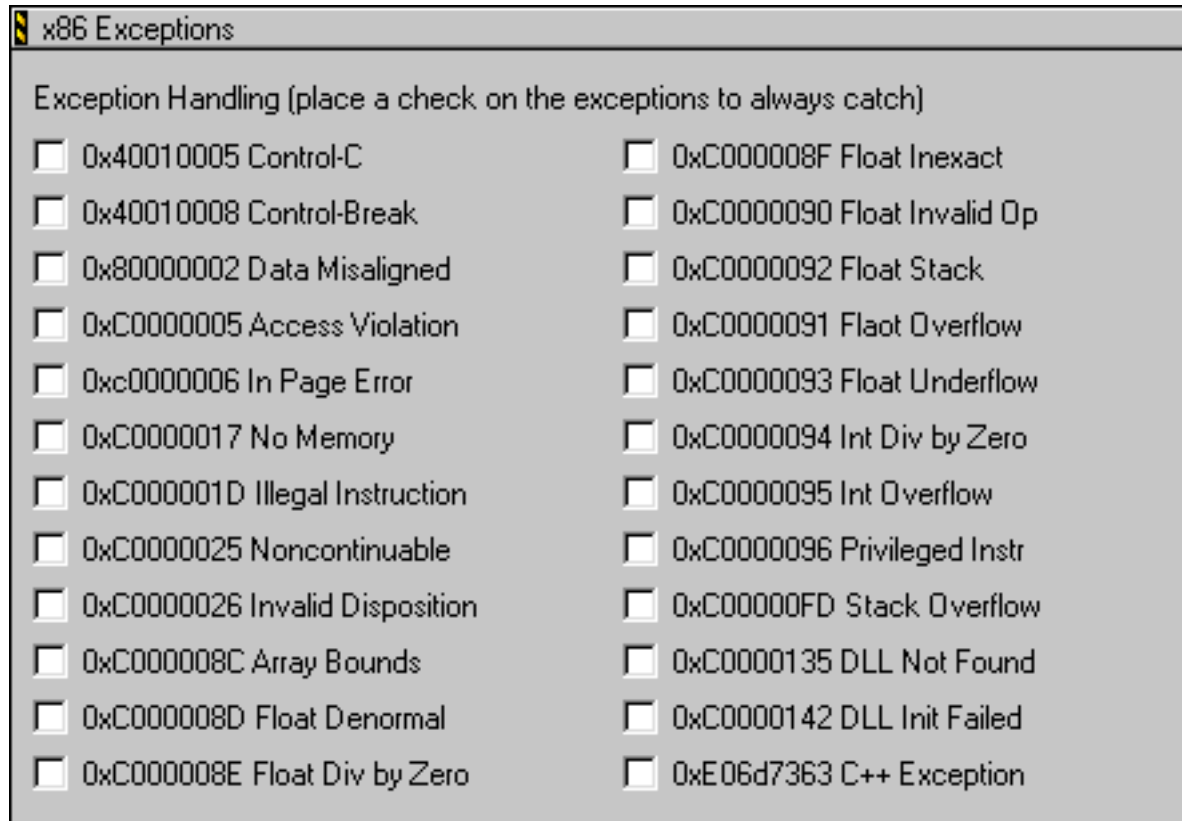 x86 Exceptions
Exception Handling (place a check on the exceptions to always catch)
0x40010005 Control-C
0x40010008 Control-Break
0x80000002 Data Misaligned
0xC0000005 Access Violation
0xc0000006 In Page Error
0xC0000017 No Memory
0xC000001D Illegal Instruction
0xC0000025 Noncontinuable
0xC0000026 Invalid Disposition
0xC000008C Array Bounds
0xC000008D Float Denormal
0xC000008E Float Div by Zero
0xC000008F Float Inexact
0xC0000090 Float Invalid Op
0xC0000092 Float Stack
0xC0000091 Flaot Overflow
0xC0000093 Float Underflow
0xC0000094 Int Div by Zero
0xC0000095 Int Overflow
0xC0000096 Privileged Instr
0xC00000FD Stack Overflow
0xC0000135 DLL Not Found
0xC0000142 DLL Init Failed
0xE06d7363 C++ Exception